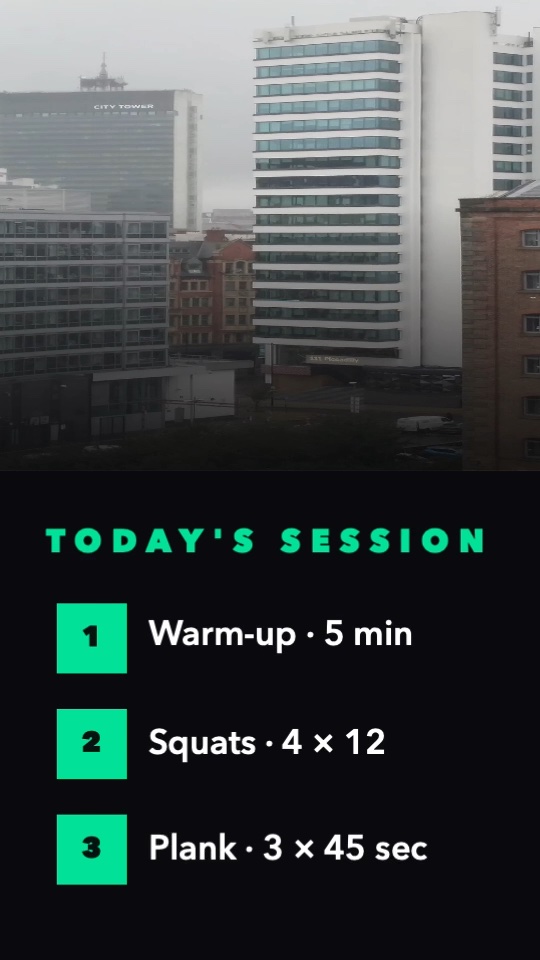 CITY TOWER
TODAY'S SESSION
1 Warm-up · 5 min
2 Squats · 4 × 12
3 Plank · 3 × 45 sec